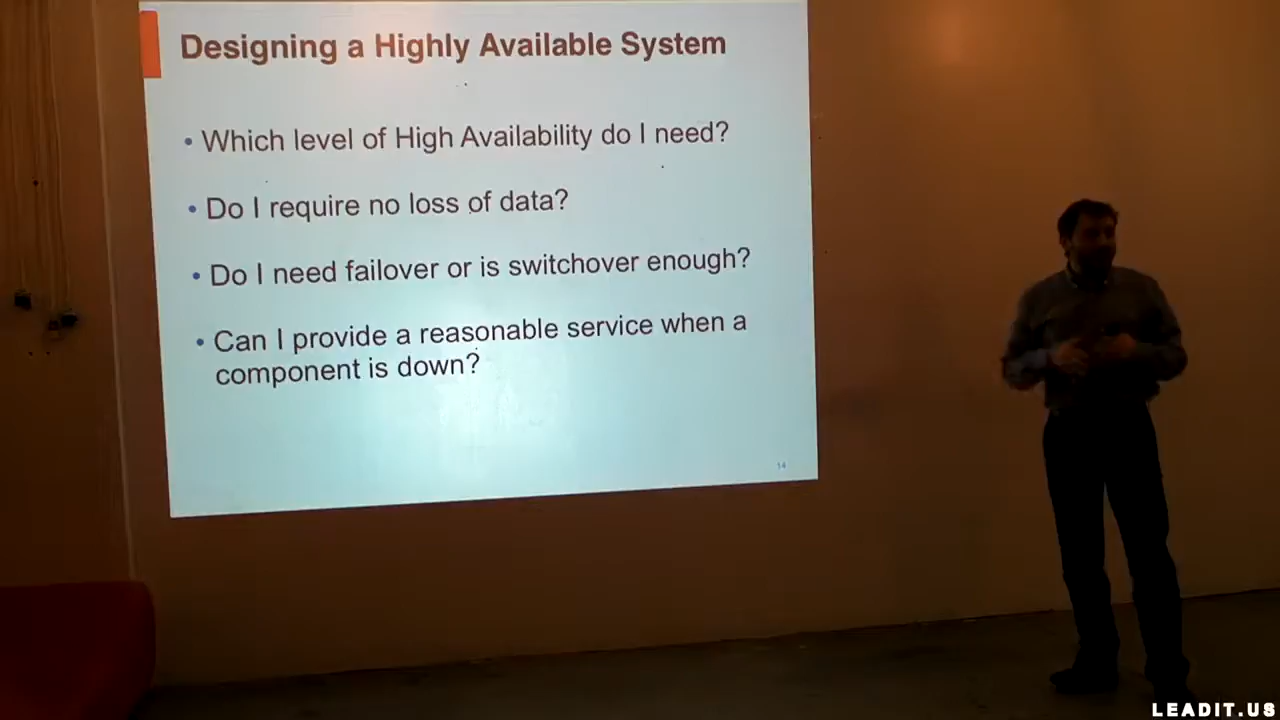 Designing a Highly Available System
• Which level of High Availability do I need?
• Do I require no loss of data?
• Do I need failover or is switchover enough?
• Can I provide a reasonable service when a
component is down?
14
LEADIT.US